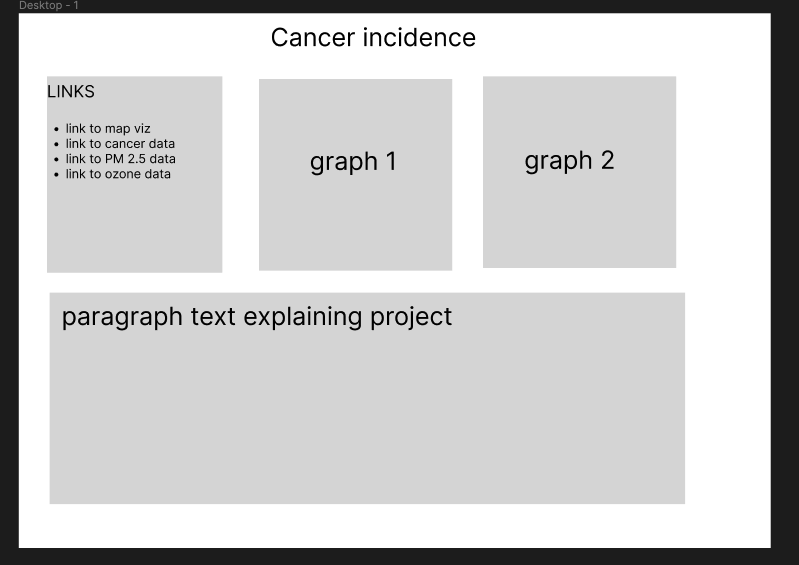 Desktop - 1
Cancer incidence
LINKS
• link to map viz
• link to cancer data
• link to PM 2.5 data
• link to ozone data
graph 1
graph 2
paragraph text explaining project